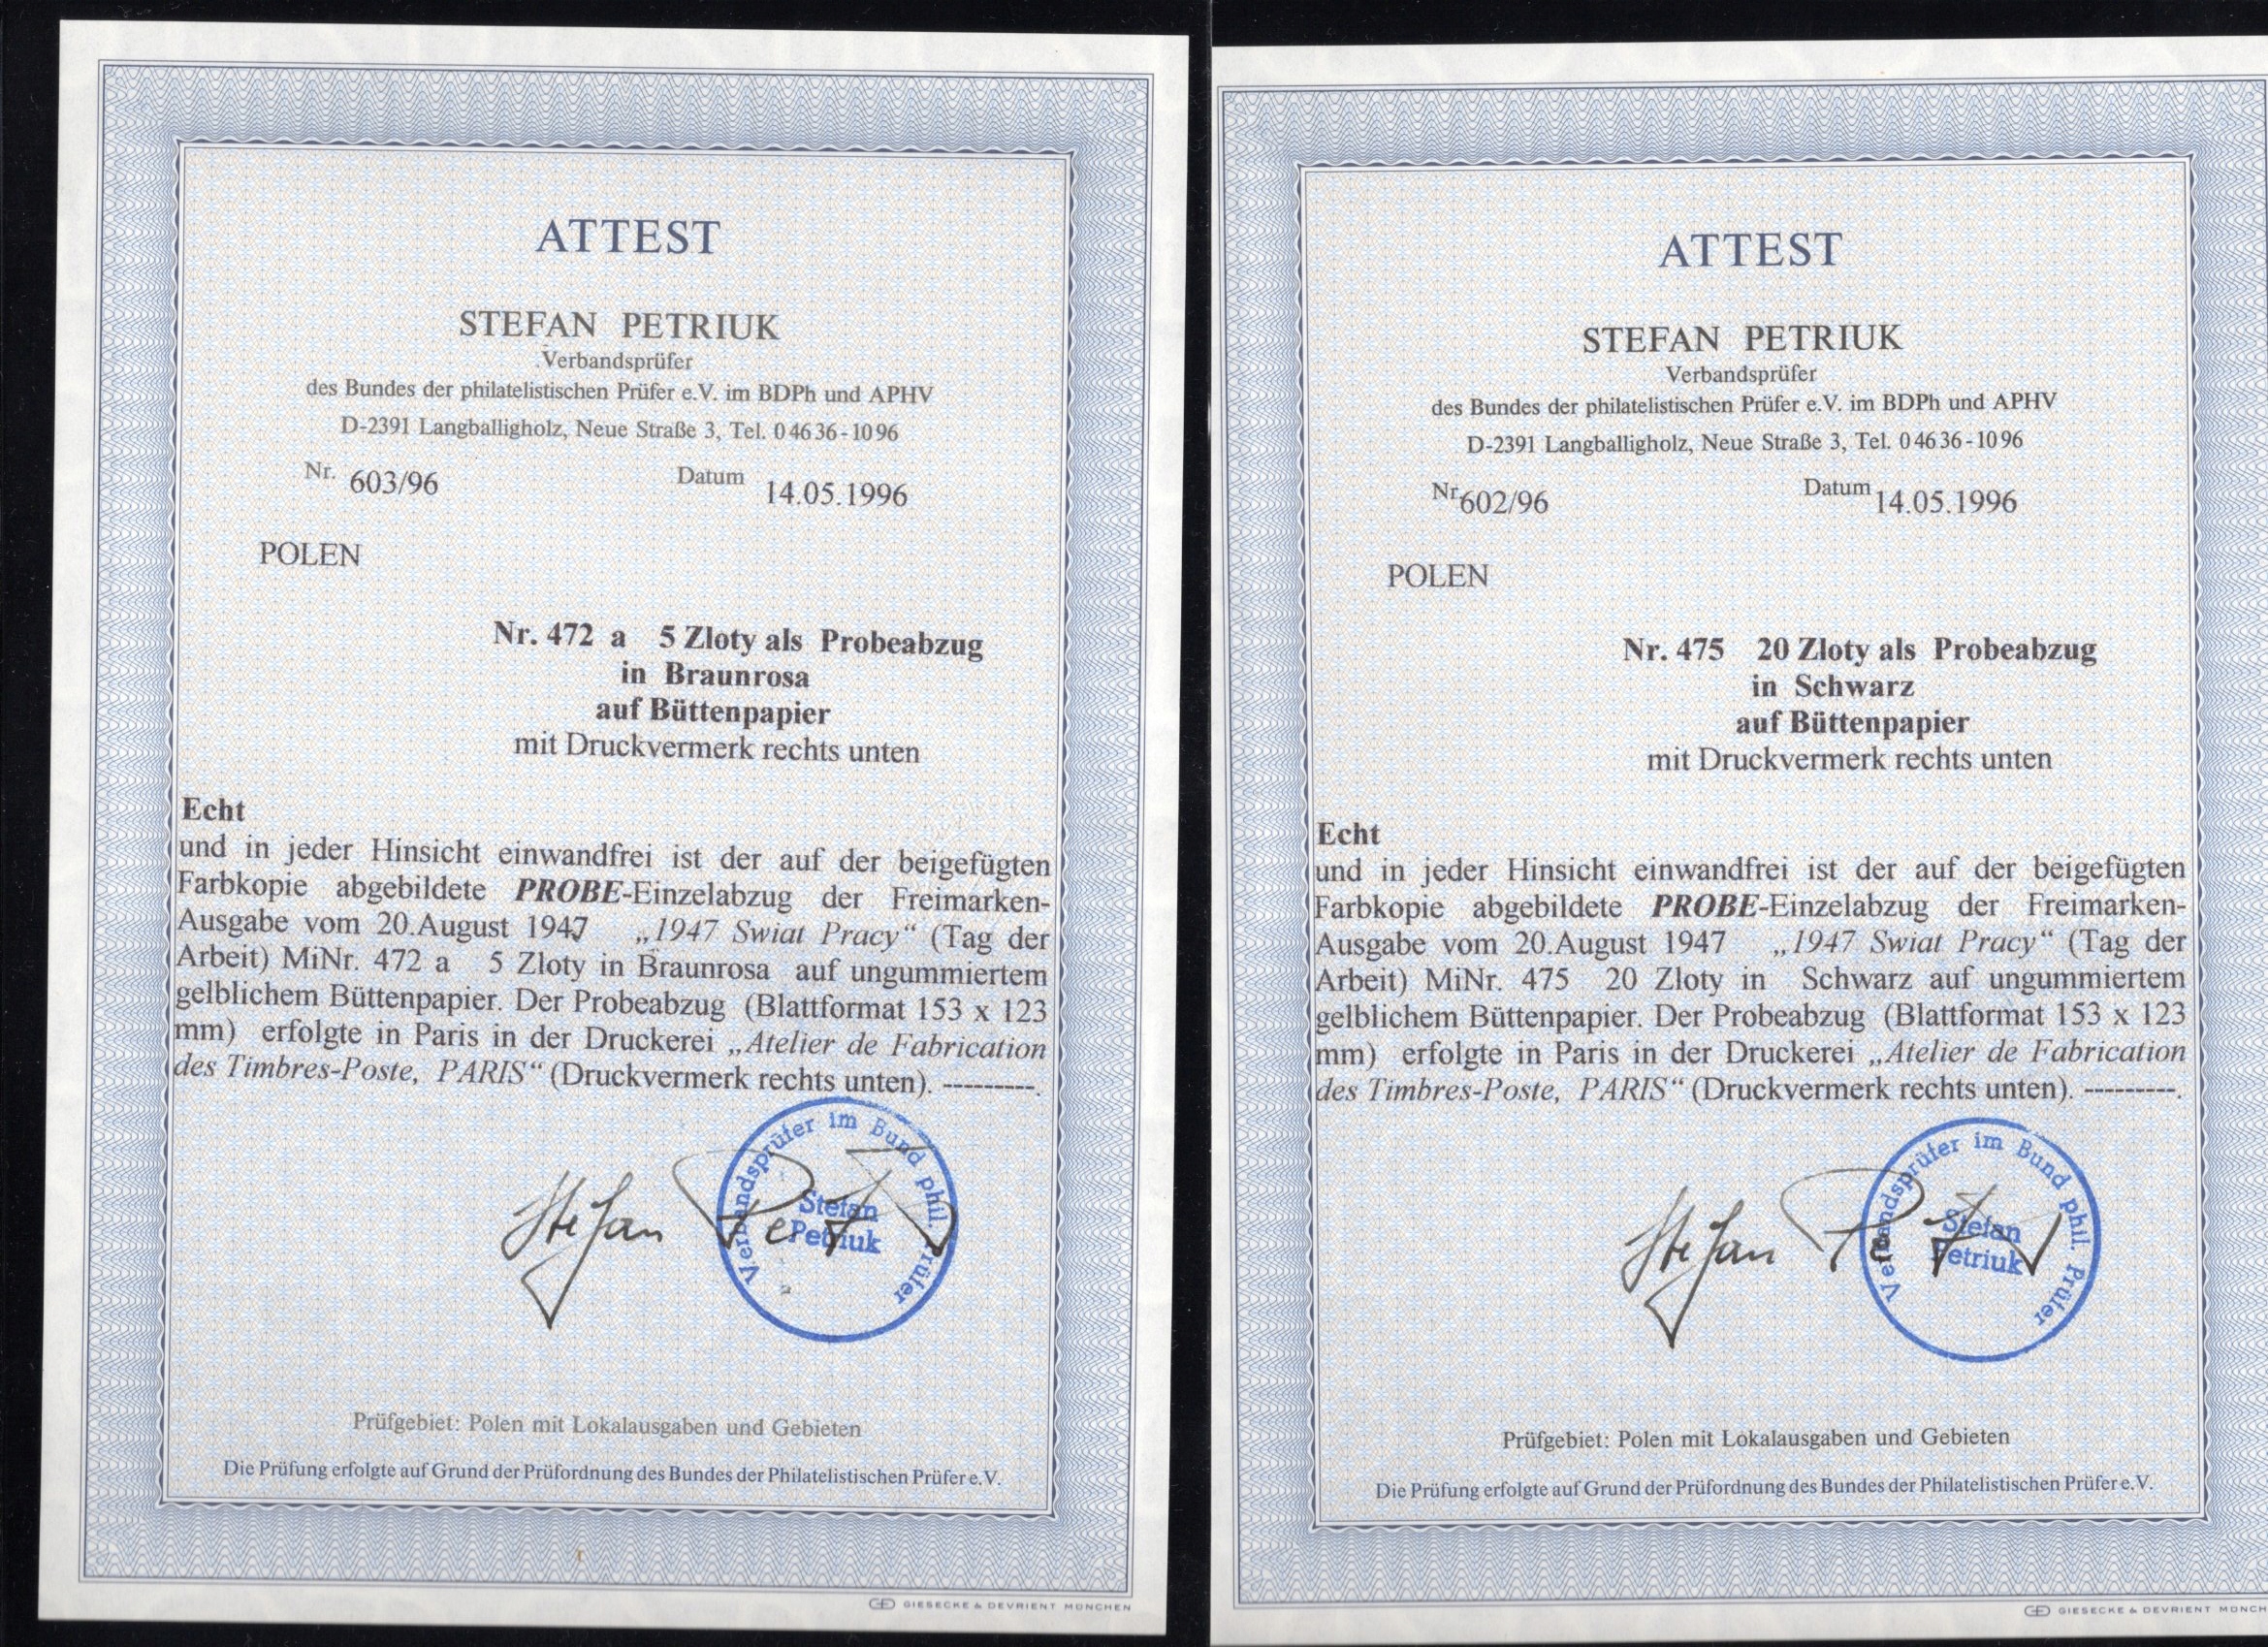 ATTEST
STEFAN PETRIUK
Verbandsprüfer
des Bundes der philatelistischen Prüfer e.V. im BDPh und APHV
D-2391 Langballigholz, Neue Straße 3, Tel. 04636-1096
Nr. 603/96 Datum 14.05.1996
POLEN
Nr. 472 a 5 Zloty als Probeabzug
in Braunrosa
auf Büttenpapier
mit Druckvermerk rechts unten
Echt
und in jeder Hinsicht einwandfrei ist der auf der beigefügten
Farbkopie abgebildete PROBE-Einzelabzug der Freimarken-
Ausgabe vom 20.August 1947 „1947 Swiat Pracy“ (Tag der
Arbeit) MiNr. 472 a 5 Zloty in Braunrosa auf ungummiertem
gelblichem Büttenpapier. Der Probeabzug (Blattformat 153 x 123
mm) erfolgte in Paris in der Druckerei „Atelier de Fabrication
des Timbres-Poste, PARIS“ (Druckvermerk rechts unten). ---------.
Verbandsprüfer im Bund phil. Prüfer
Stefan
Petriuk
Prüfgebiet: Polen mit Lokalausgaben und Gebieten
Die Prüfung erfolgte auf Grund der Prüfordnung des Bundes der Philatelistischen Prüfer e.V.
GIESECKE & DEVRIENT MÜNCHEN
ATTEST
STEFAN PETRIUK
Verbandsprüfer
des Bundes der philatelistischen Prüfer e.V. im BDPh und APHV
D-2391 Langballigholz, Neue Straße 3, Tel. 04636-1096
Nr. 602/96 Datum 14.05.1996
POLEN
Nr. 475 20 Zloty als Probeabzug
in Schwarz
auf Büttenpapier
mit Druckvermerk rechts unten
Echt
und in jeder Hinsicht einwandfrei ist der auf der beigefügten
Farbkopie abgebildete PROBE-Einzelabzug der Freimarken-
Ausgabe vom 20.August 1947 „1947 Swiat Pracy“ (Tag der
Arbeit) MiNr. 475 20 Zloty in Schwarz auf ungummiertem
gelblichem Büttenpapier. Der Probeabzug (Blattformat 153 x 123
mm) erfolgte in Paris in der Druckerei „Atelier de Fabrication
des Timbres-Poste, PARIS“ (Druckvermerk rechts unten). ---------.
Verbandsprüfer im Bund phil. Prüfer
Stefan
Petriuk
Prüfgebiet: Polen mit Lokalausgaben und Gebieten
Die Prüfung erfolgte auf Grund der Prüfordnung des Bundes der Philatelistischen Prüfer e.V.
GIESECKE & DEVRIENT MÜNCH